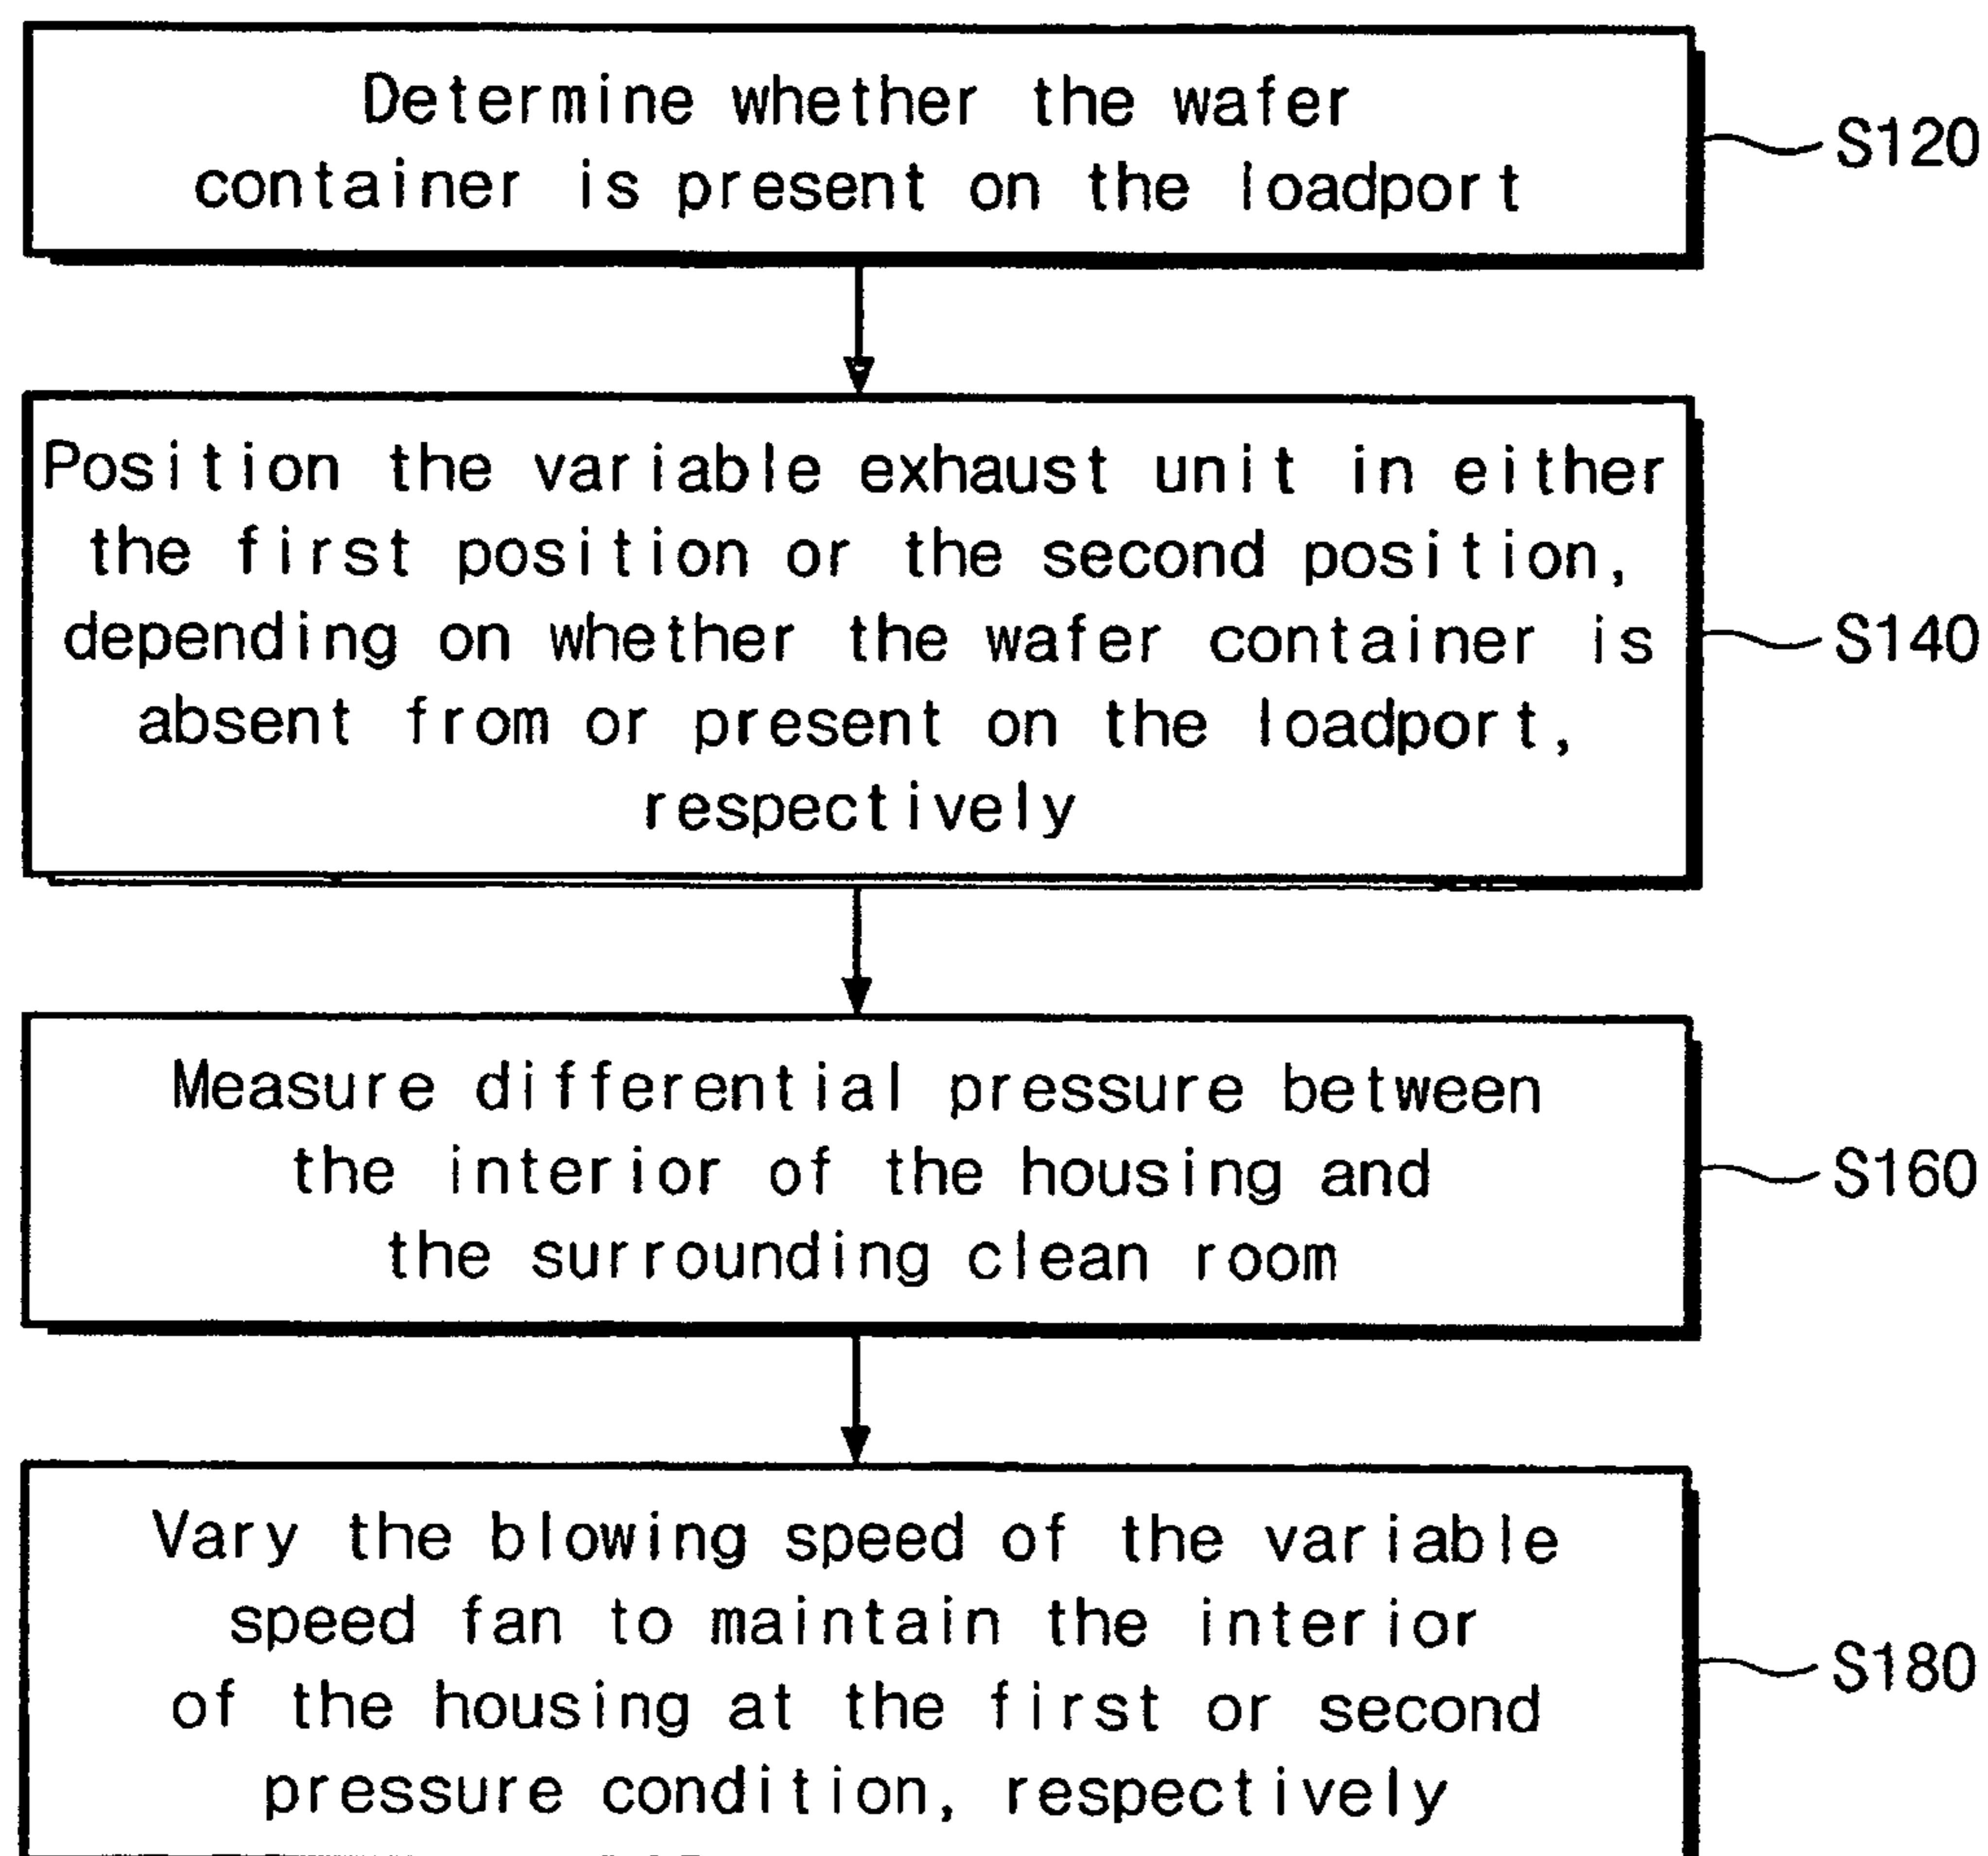 Determine whether the wafer
container is present on the loadport
S120
Position the variable exhaust unit in either
the first position or the second position,
depending on whether the wafer container is
absent from or present on the loadport,
respectively
S140
Measure differential pressure between
the interior of the housing and
the surrounding clean room
S160
Vary the blowing speed of the variable
speed fan to maintain the interior
of the housing at the first or second
pressure condition, respectively
S180